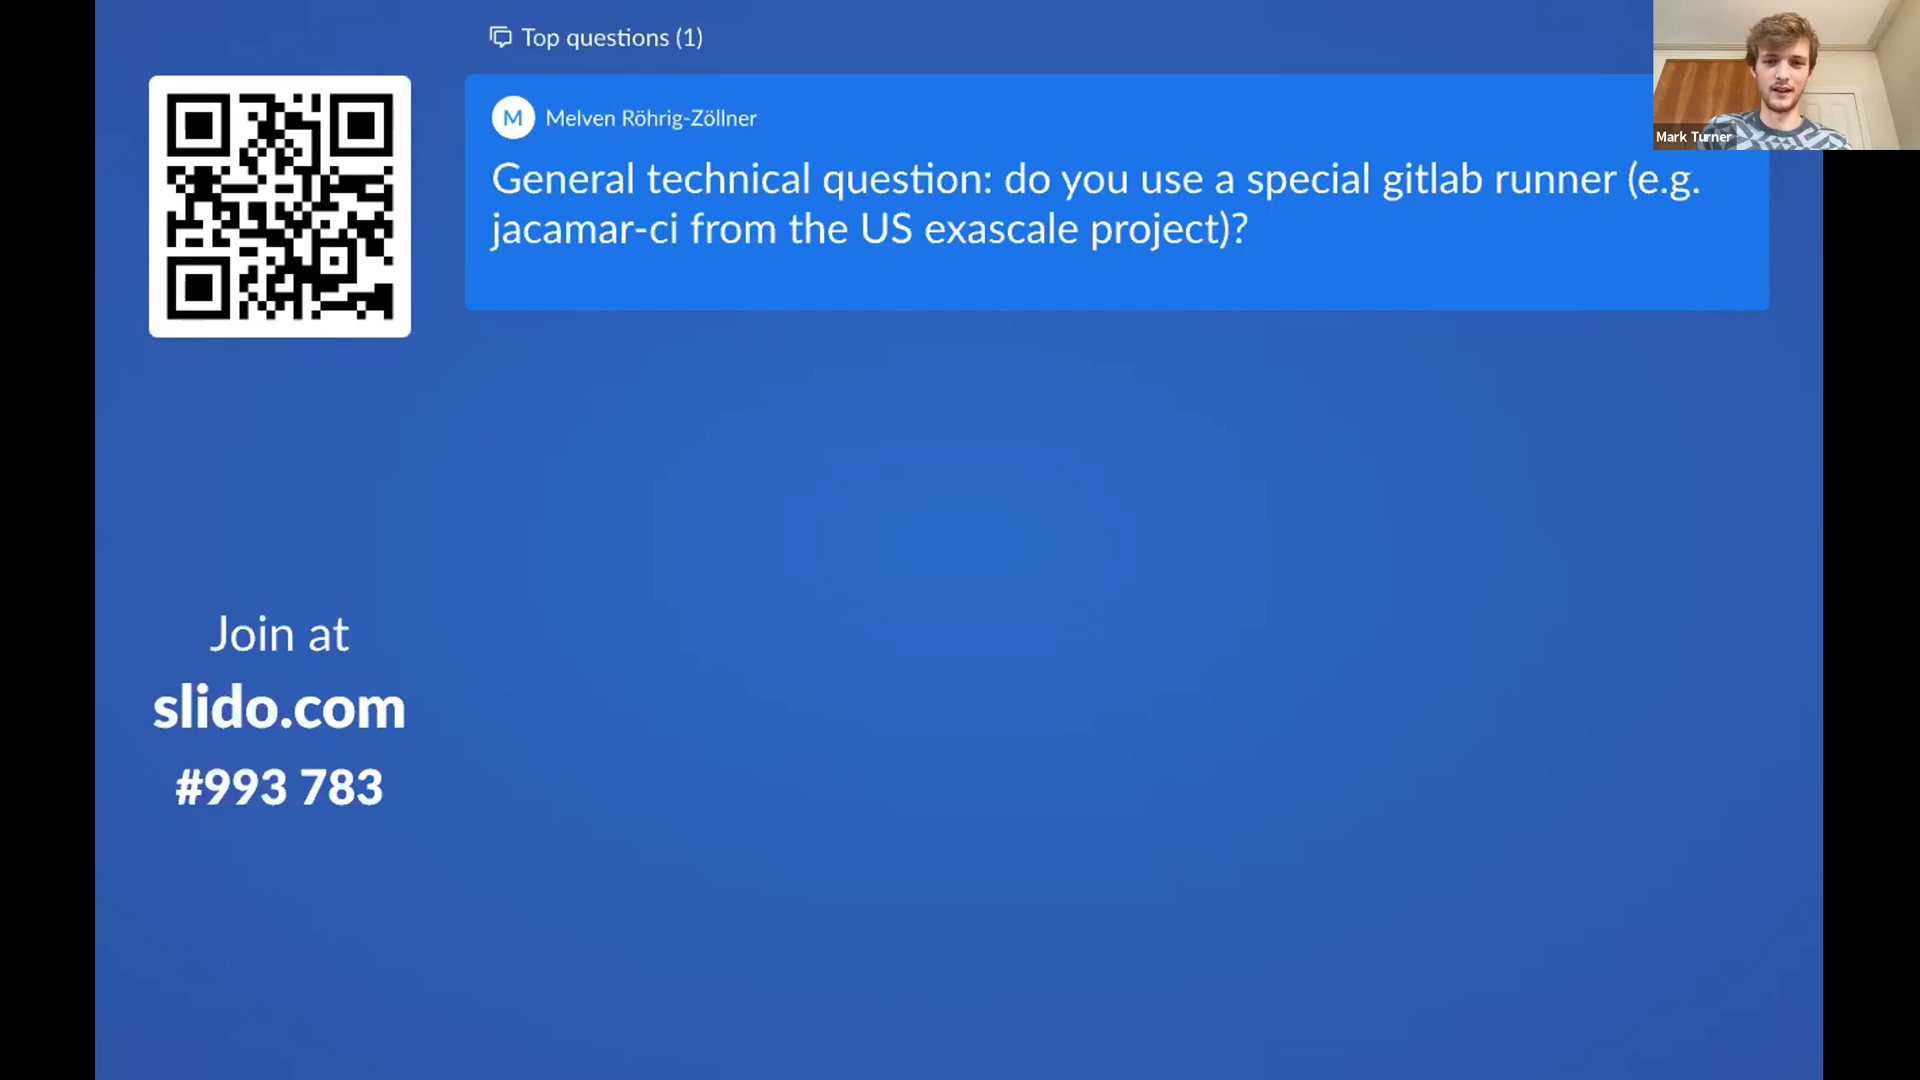 Top questions (1)
M
Melven Röhrig-Zöllner
General technical question: do you use a special gitlab runner (e.g.
jacamar-ci from the US exascale project)?
Mark Turner
Join at
slido.com
#993 783